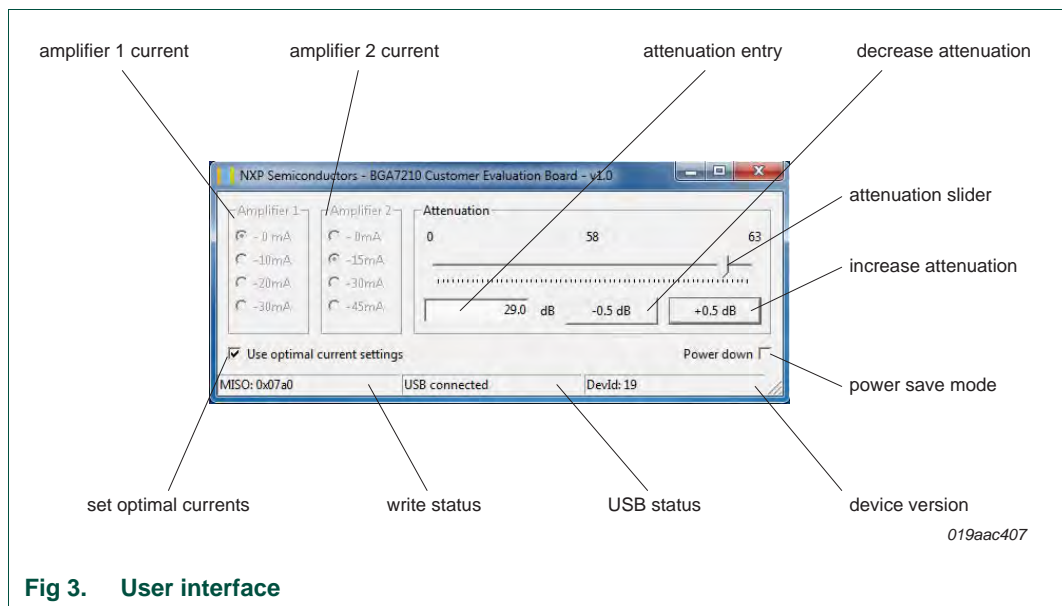 amplifier 1 current
amplifier 2 current
attenuation entry
decrease attenuation
NXP Semiconductors - BGA7210 Customer Evaluation Board - v1.0
Amplifier 1
Amplifier 2
Attenuation
attenuation slider
- 0 mA
- 0mA
0
58
63
-10mA
-15mA
-20mA
-30mA
-30mA
-45mA
29.0 dB
-0.5 dB
+0.5 dB
increase attenuation
Use optimal current settings
Power down
MISO: 0x07a0
USB connected
DevId: 19
power save mode
set optimal currents
write status
USB status
device version
019aac407
Fig 3. User interface